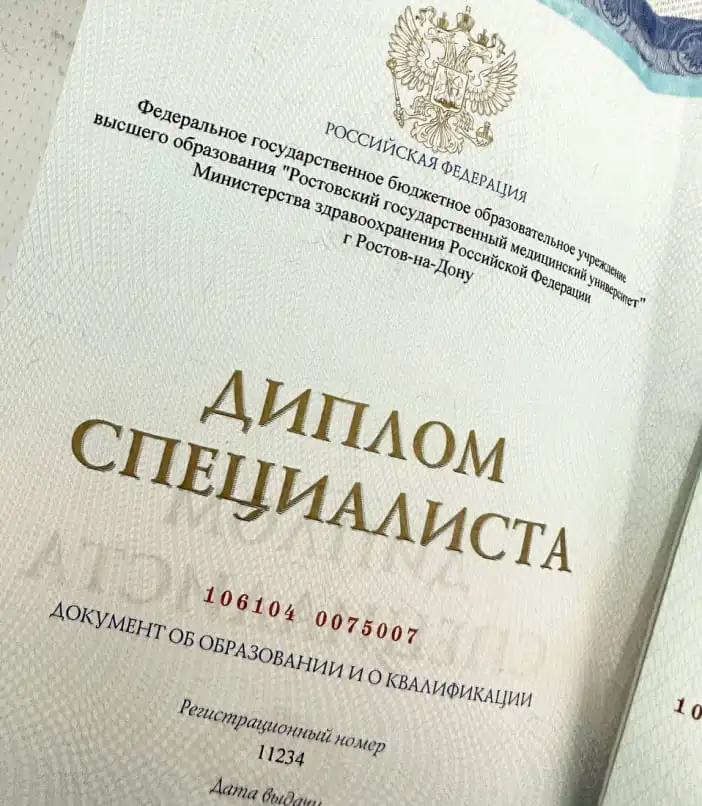 РОССИЙСКАЯ ФЕДЕРАЦИЯ
Федеральное государственное бюджетное образовательное учреждение
высшего образования "Ростовский государственный медицинский университет"
Министерства здравоохранения Российской Федерации
г Ростов-на-Дону
ДИПЛОМ
СПЕЦИАЛИСТА
106104 0075007
ДОКУМЕНТ ОБ ОБРАЗОВАНИИ И О КВАЛИФИКАЦИИ
Регистрационный номер
11234
Дата выдачи
10